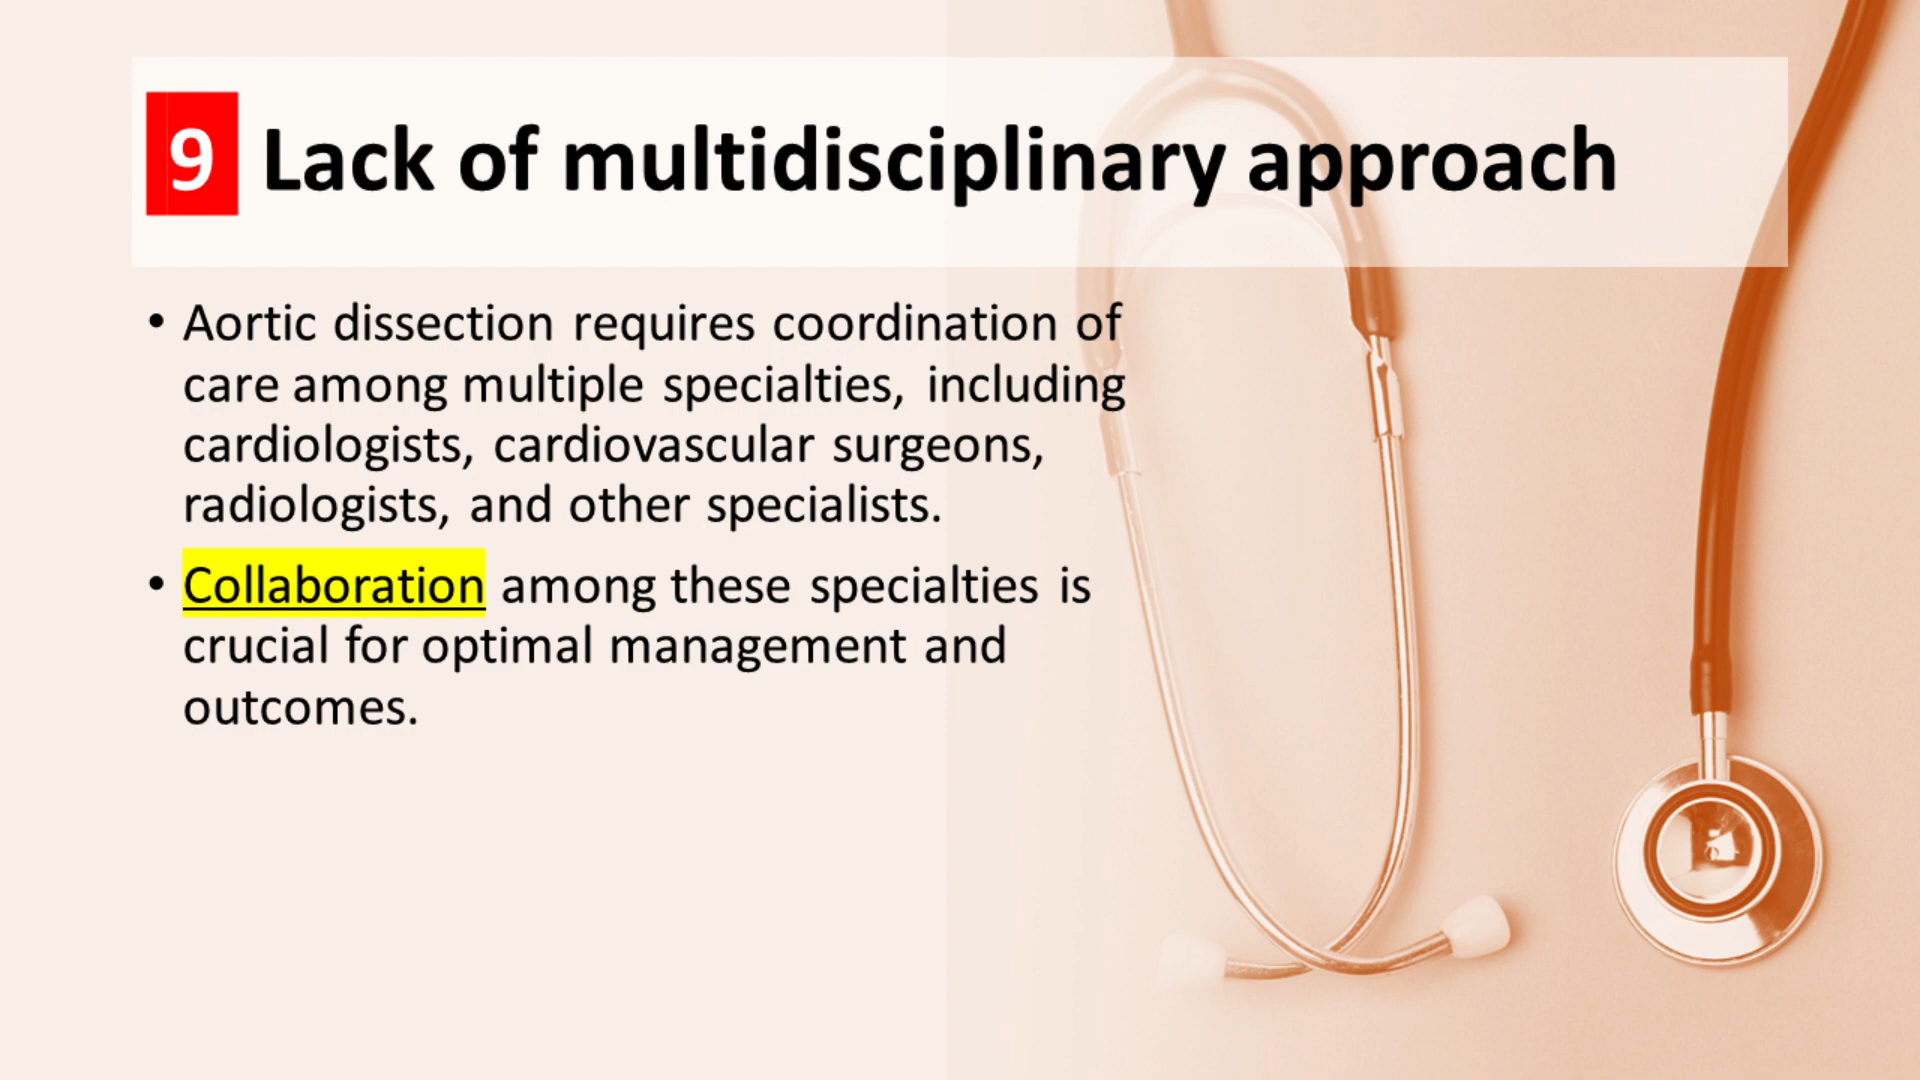 9 Lack of multidisciplinary approach
• Aortic dissection requires coordination of
care among multiple specialties, including
cardiologists, cardiovascular surgeons,
radiologists, and other specialists.
• Collaboration among these specialties is
crucial for optimal management and
outcomes.